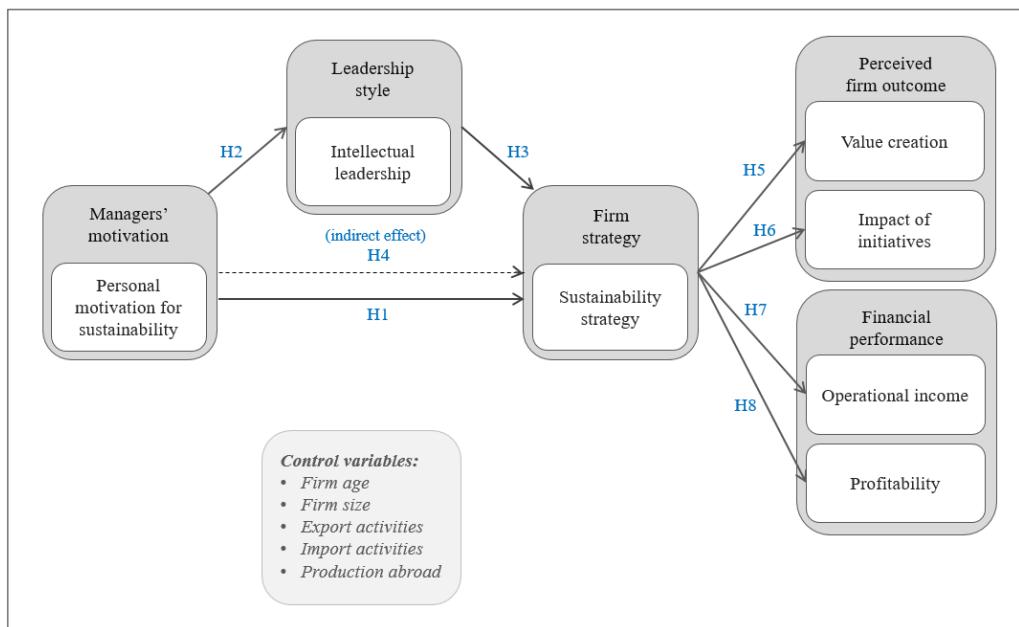 Leadership
style
Intellectual
leadership
H2
H3
Managers'
motivation
Personal
motivation for
sustainability
(indirect effect)
H4
H1
Firm
strategy
Sustainability
strategy
H5
H6
H7
H8
Perceived
firm outcome
Value creation
Impact of
initiatives
Financial
performance
Operational income
Profitability
Control variables:
• Firm age
• Firm size
• Export activities
• Import activities
• Production abroad